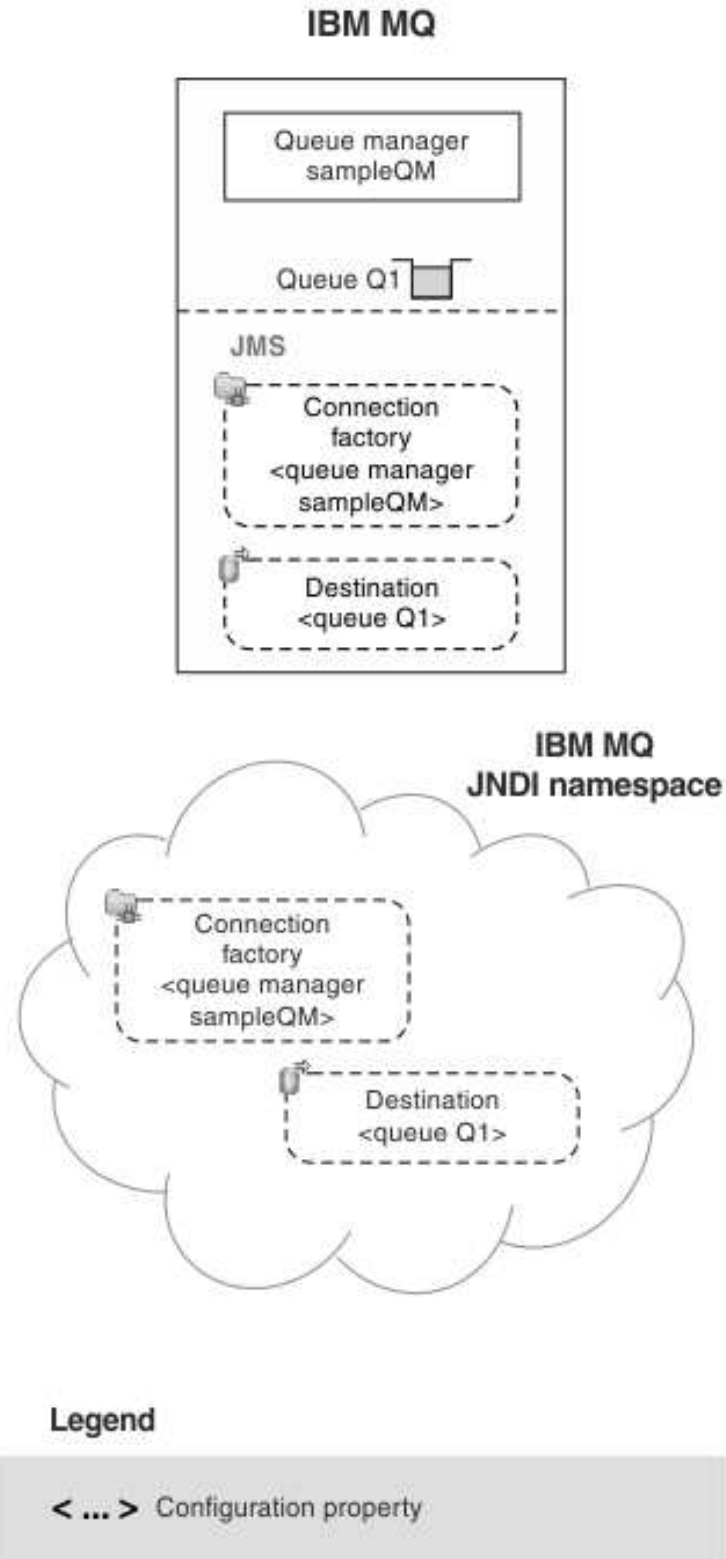 IBM MQ
Queue manager
sampleQM
Queue Q1
JMS
Connection
factory
<queue manager
sampleQM>
Destination
<queue Q1>
IBM MQ
JNDI namespace
Connection
factory
<queue manager
sampleQM>
Destination
<queue Q1>
Legend
< ... > Configuration property